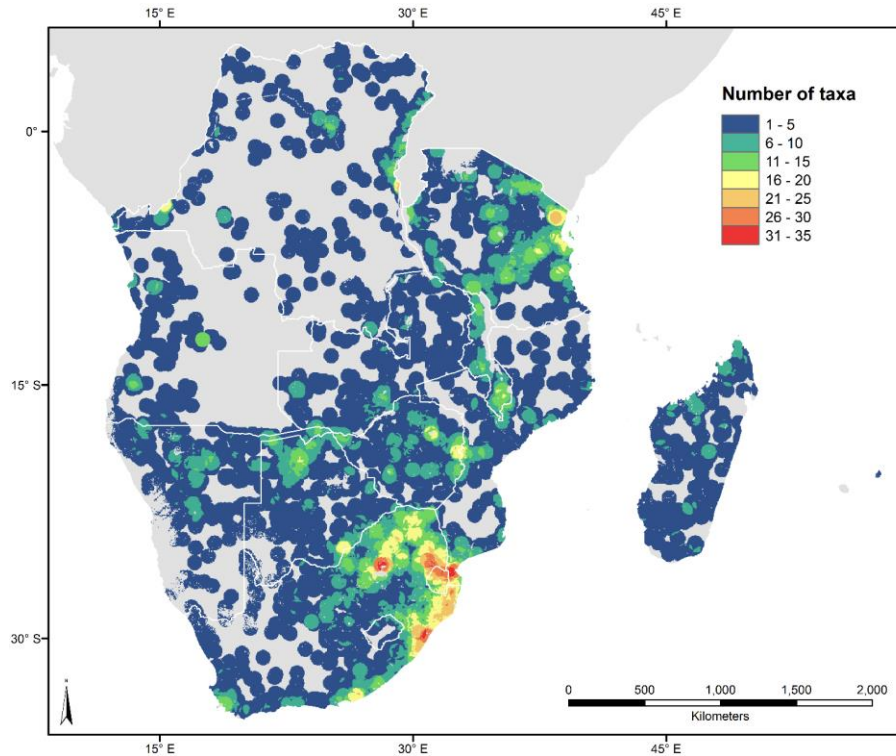 15° E 30° E 45° E
Number of taxa
1 - 5
6 - 10
11 - 15
16 - 20
21 - 25
26 - 30
31 - 35
0°
15° S
30° S
0 500 1,000 1,500 2,000
Kilometers
15° E 30° E 45° E